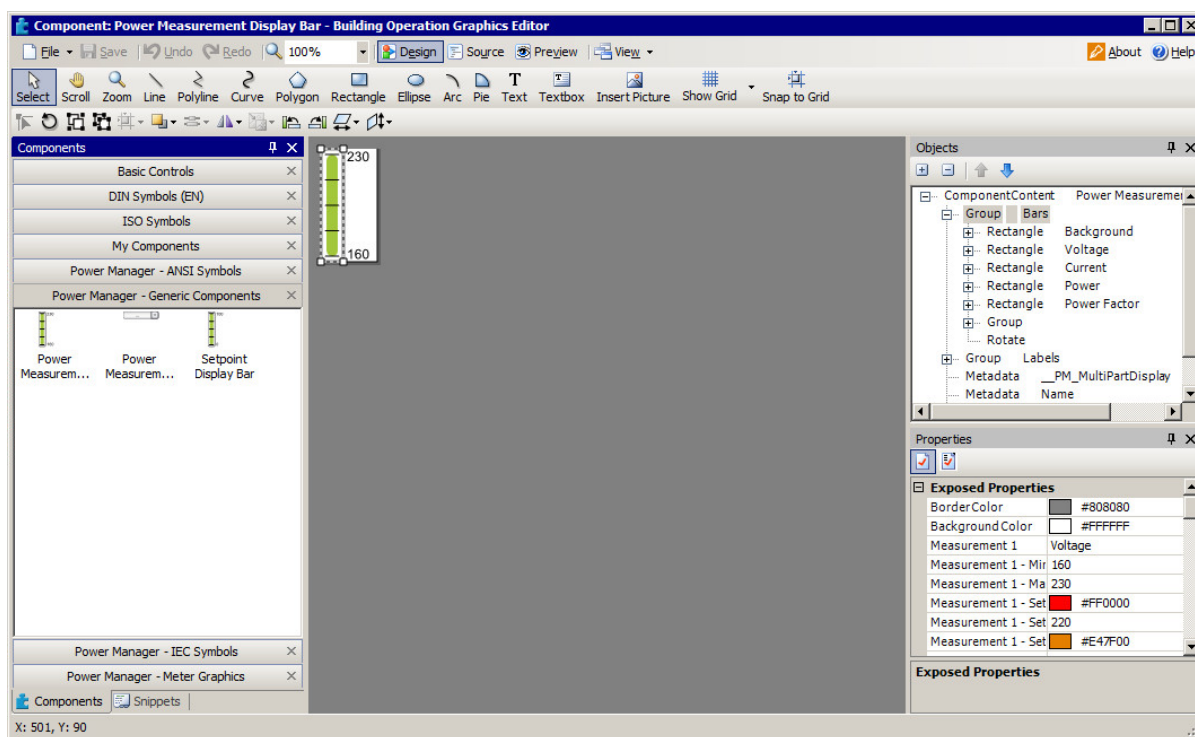 Component: Power Measurement Display Bar - Building Operation Graphics Editor
File Save Undo Redo 100% Design Source Preview View About Help
Select Scroll Zoom Line Polyline Curve Polygon Rectangle Ellipse Arc Pie Text Textbox Insert Picture Show Grid Snap to Grid
Components
Basic Controls
DIN Symbols (EN)
ISO Symbols
My Components
Power Manager - ANSI Symbols
Power Manager - Generic Components
Power Measurem...
Power Measurem...
Setpoint Display Bar
Power Manager - IEC Symbols
Power Manager - Meter Graphics
Components Snippets
X: 501, Y: 90
230
160
Objects
ComponentContent Power Measuremen
Group Bars
Rectangle Background
Rectangle Voltage
Rectangle Current
Rectangle Power
Rectangle Power Factor
Group
Rotate
Group Labels
Metadata __PM_MultiPartDisplay
Metadata Name
Properties
Exposed Properties
BorderColor #808080
BackgroundColor #FFFFFF
Measurement 1 Voltage
Measurement 1 - Mir 160
Measurement 1 - Ma 230
Measurement 1 - Set #FF0000
Measurement 1 - Set 220
Measurement 1 - Set #E47F00
Exposed Properties